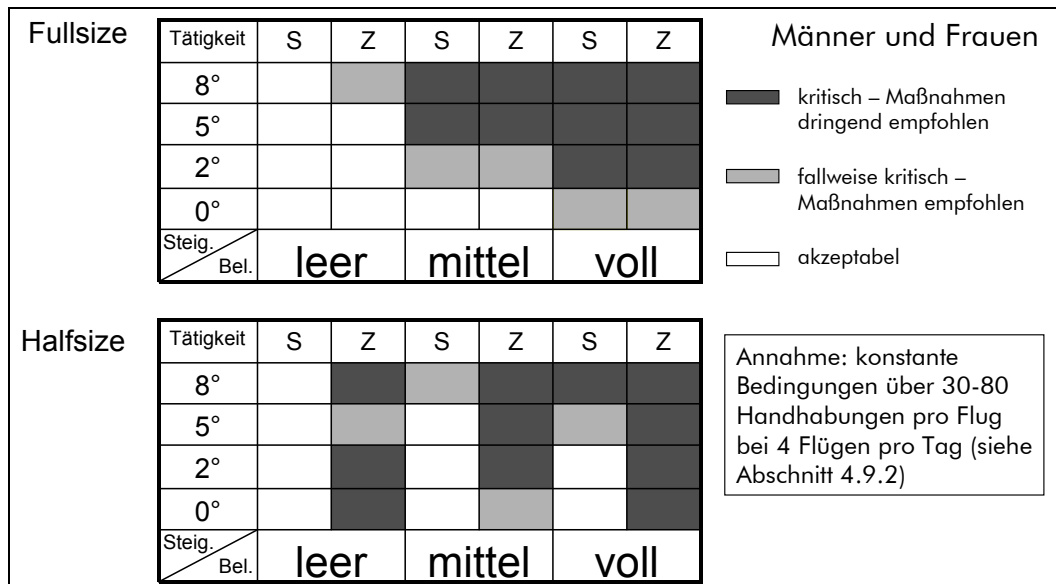 Fullsize
Tätigkeit S Z S Z S Z
8°
5°
2°
0°
Steig.
Bel.
leer mittel voll
Männer und Frauen
kritisch – Maßnahmen
dringend empfohlen
fallweise kritisch –
Maßnahmen empfohlen
akzeptabel
Halfsize
Tätigkeit S Z S Z S Z
8°
5°
2°
0°
Steig.
Bel.
leer mittel voll
Annahme: konstante
Bedingungen über 30-80
Handhabungen pro Flug
bei 4 Flügen pro Tag (siehe
Abschnitt 4.9.2)